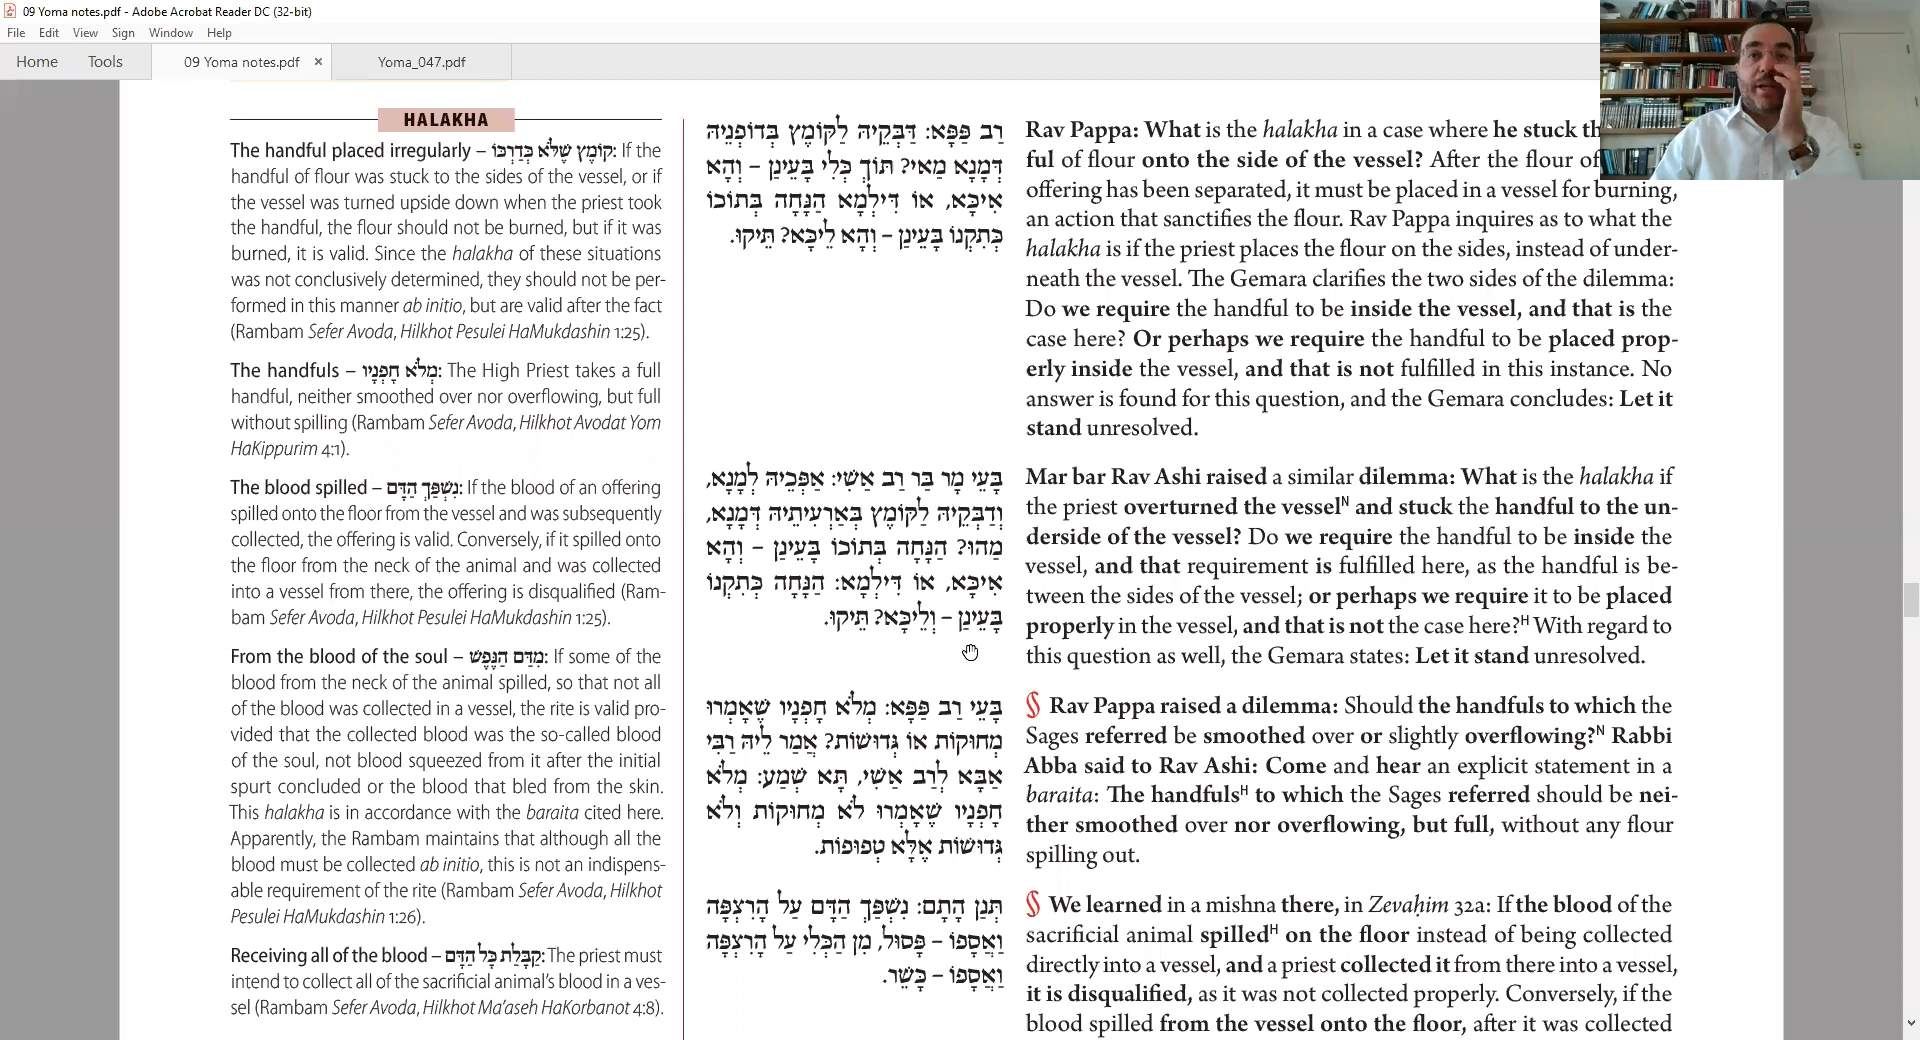 09 Yoma notes.pdf - Adobe Acrobat Reader DC (32-bit)
File Edit View Sign Window Help
Home Tools 09 Yoma notes.pdf × Yoma_047.pdf
HALAKHA
The handful placed irregularly – קוֹמֶץ שֶׁלֹּא כְּדַרְכּוֹ: If the
handful of flour was stuck to the sides of the vessel, or if
the vessel was turned upside down when the priest took
the handful, the flour should not be burned, but if it was
burned, it is valid. Since the halakha of these situations
was not conclusively determined, they should not be per-
formed in this manner ab initio, but are valid after the fact
(Rambam Sefer Avoda, Hilkhot Pesulei HaMukdashin 1:25).
The handfuls – מְלֹא חָפְנָיו: The High Priest takes a full
handful, neither smoothed over nor overflowing, but full
without spilling (Rambam Sefer Avoda, Hilkhot Avodat Yom
HaKippurim 4:1).
The blood spilled – נִשְׁפַּךְ הַדָּם: If the blood of an offering
spilled onto the floor from the vessel and was subsequently
collected, the offering is valid. Conversely, if it spilled onto
the floor from the neck of the animal and was collected
into a vessel from there, the offering is disqualified (Ram-
bam Sefer Avoda, Hilkhot Pesulei HaMukdashin 1:25).
From the blood of the soul – מִדַּם הַנֶּפֶשׁ: If some of the
blood from the neck of the animal spilled, so that not all
of the blood was collected in a vessel, the rite is valid pro-
vided that the collected blood was the so-called blood
of the soul, not blood squeezed from it after the initial
spurt concluded or the blood that bled from the skin.
This halakha is in accordance with the baraita cited here.
Apparently, the Rambam maintains that although all the
blood must be collected ab initio, this is not an indispens-
able requirement of the rite (Rambam Sefer Avoda, Hilkhot
Pesulei HaMukdashin 1:26).
Receiving all of the blood – קַבָּלַת כָּל הַדָּם: The priest must
intend to collect all of the sacrificial animal's blood in a ves-
sel (Rambam Sefer Avoda, Hilkhot Ma'aseh HaKorbanot 4:8).
רַב פַּפָּא: דַּבְּקֵיהּ לַקּוֹמֶץ בְּדוֹפְנֵיהּ
דְּמָנָא מַאי? תּוֹךְ כְּלִי בָּעֵינַן – וְהָא
אִיכָּא, אוֹ דִּילְמָא הַנָּחָה בְּתוֹכוֹ
כְּתִקְנוֹ בָּעֵינַן – וְהָא לֵיכָּא? תֵּיקוּ.
בָּעֵי מָר בַּר רַב אַשִׁי: אַפְּכֵיהּ לְמָנָא,
וְדַבְּקֵיהּ לַקּוֹמֶץ בְּאַרְעִיתֵיהּ דְּמָנָא,
מַהוּ? הַנָּחָה בְּתוֹכוֹ בָּעֵינַן – וְהָא
אִיכָּא, אוֹ דִּילְמָא: הַנָּחָה כְּתִקְנוֹ
בָּעֵינַן – וְלֵיכָּא? תֵּיקוּ.
בָּעֵי רַב פַּפָּא: מְלֹא חָפְנָיו שֶׁאָמְרוּ
מְחוּקוֹת אוֹ גְּדוּשׁוֹת? אֲמַר לֵיהּ רַבִּי
אַבָּא לְרַב אַשִׁי, תָּא שְׁמַע: מְלֹא
חָפְנָיו שֶׁאָמְרוּ לֹא מְחוּקוֹת וְלֹא
גְּדוּשׁוֹת אֶלָּא טְפוּפוֹת.
תְּנַן הָתָם: נִשְׁפַּךְ הַדָּם עַל הָרִצְפָּה
וַאֲסָפוֹ – פָּסוּל, מִן הַכְּלִי עַל הָרִצְפָּה
וַאֲסָפוֹ – כָּשֵׁר.
Rav Pappa: What is the halakha in a case where he stuck
ful of flour onto the side of the vessel? After the flour of
offering has been separated, it must be placed in a vessel for burning,
an action that sanctifies the flour. Rav Pappa inquires as to what the
halakha is if the priest places the flour on the sides, instead of under-
neath the vessel. The Gemara clarifies the two sides of the dilemma:
Do we require the handful to be inside the vessel, and that is the
case here? Or perhaps we require the handful to be placed prop-
erly inside the vessel, and that is not fulfilled in this instance. No
answer is found for this question, and the Gemara concludes: Let it
stand unresolved.
Mar bar Rav Ashi raised a similar dilemma: What is the halakha if
the priest overturned the vesselN and stuck the handful to the un-
derside of the vessel? Do we require the handful to be inside the
vessel, and that requirement is fulfilled here, as the handful is be-
tween the sides of the vessel; or perhaps we require it to be placed
properly in the vessel, and that is not the case here?H With regard to
this question as well, the Gemara states: Let it stand unresolved.
§ Rav Pappa raised a dilemma: Should the handfuls to which the
Sages referred be smoothed over or slightly overflowing?N Rabbi
Abba said to Rav Ashi: Come and hear an explicit statement in a
baraita: The handfulsH to which the Sages referred should be nei-
ther smoothed over nor overflowing, but full, without any flour
spilling out.
§ We learned in a mishna there, in Zevaḥim 32a: If the blood of the
sacrificial animal spilledH on the floor instead of being collected
directly into a vessel, and a priest collected it from there into a vessel,
it is disqualified, as it was not collected properly. Conversely, if the
blood spilled from the vessel onto the floor, after it was collected